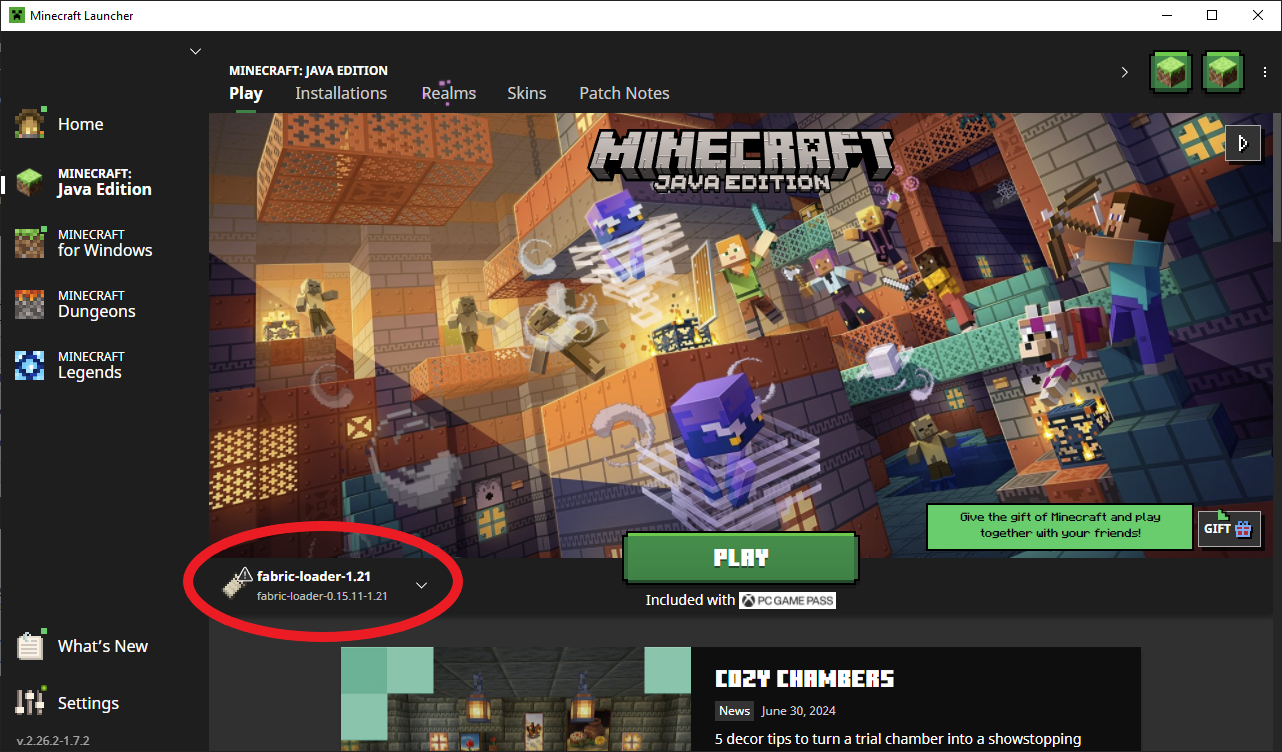 Minecraft Launcher
MINECRAFT: JAVA EDITION
Play
Installations
Realms
Skins
Patch Notes
Home
MINECRAFT:
Java Edition
MINECRAFT
for Windows
MINECRAFT
Dungeons
MINECRAFT
Legends
What's New
Settings
v.2.26.2-1.7.2
MINECRAFT
JAVA EDITION
Give the gift of Minecraft and play
together with your friends!
GIFT
fabric-loader-1.21
fabric-loader-0.15.11-1.21
PLAY
Included with PC GAME PASS
COZY CHAMBERS
News June 30, 2024
5 decor tips to turn a trial chamber into a showstopping